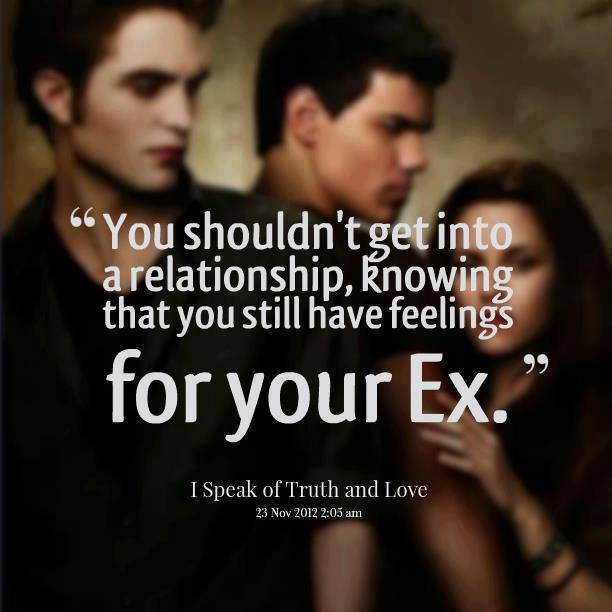 “You shouldn't get into
a relationship, knowing
that you still have feelings
for your Ex.”
I Speak of Truth and Love
23 Nov 2012 2:05 am